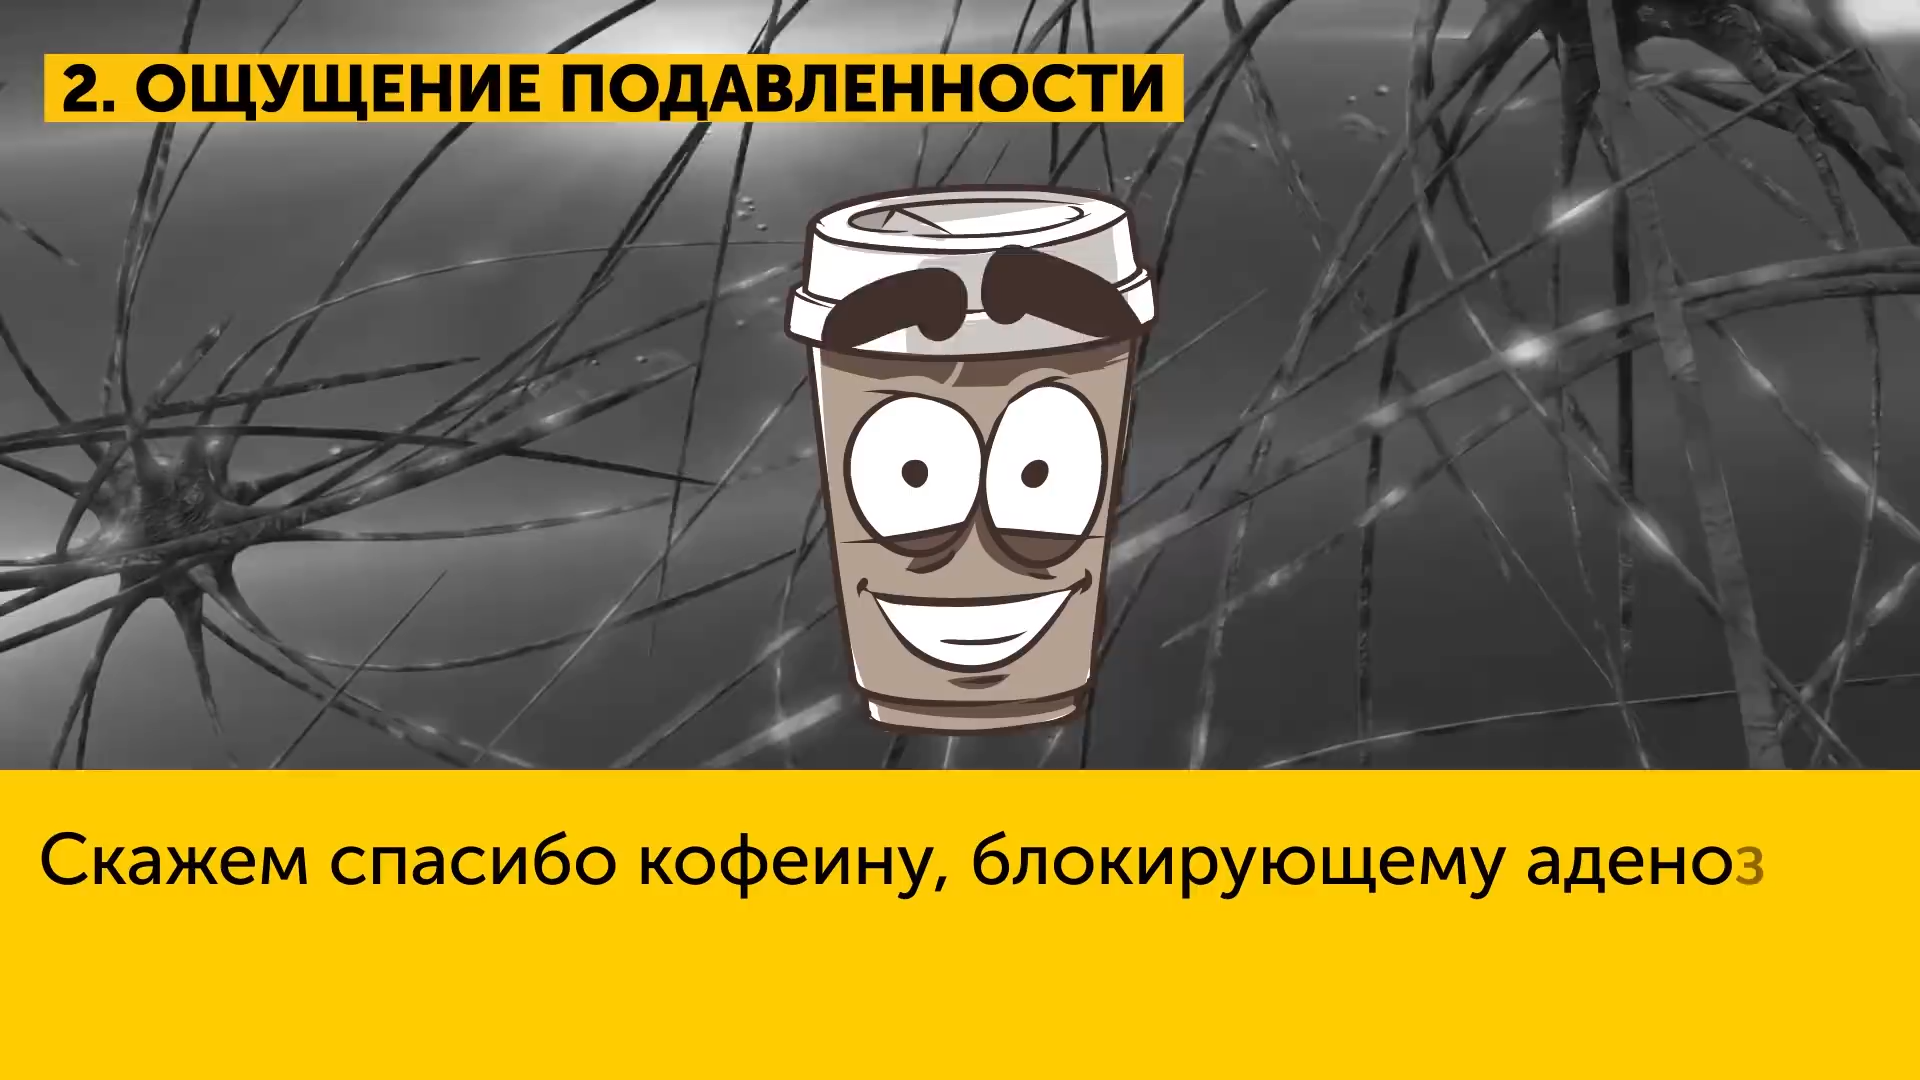 2. ОЩУЩЕНИЕ ПОДАВЛЕННОСТИ
Скажем спасибо кофеину, блокирующему аденоз